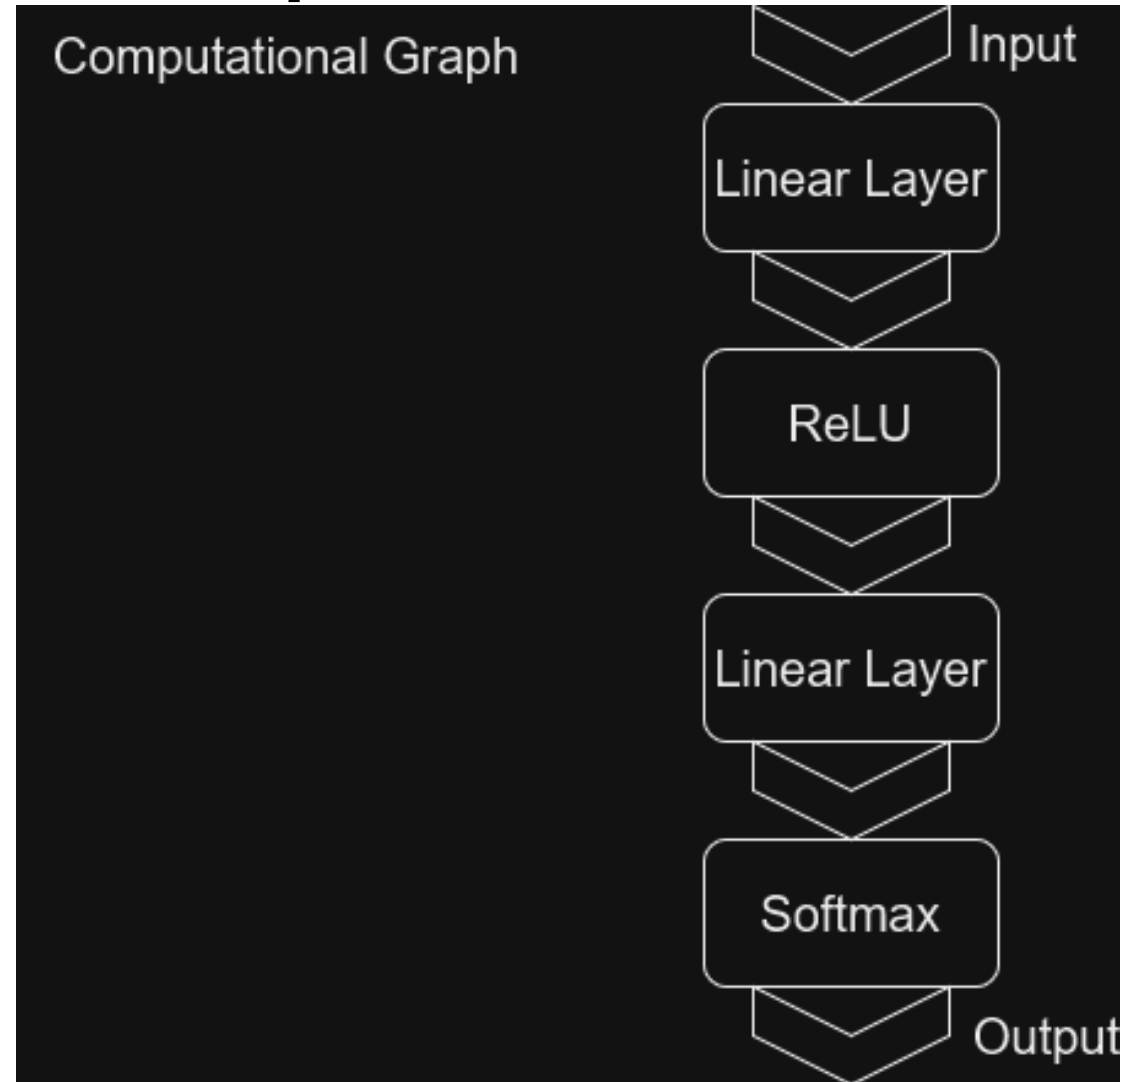 Computational Graph
Input
Linear Layer
ReLU
Linear Layer
Softmax
Output